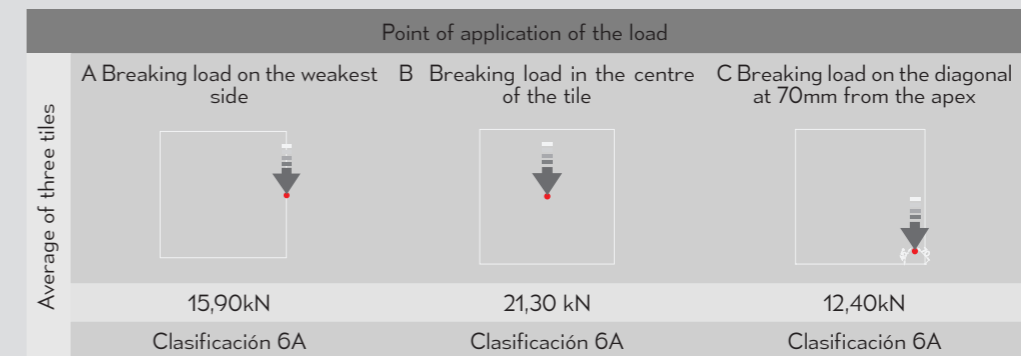 Point of application of the load
Average of three tiles
A Breaking load on the weakest
side
B Breaking load in the centre
of the tile
C Breaking load on the diagonal
at 70mm from the apex
15,90kN
21,30 kN
12,40kN
Clasificación 6A
Clasificación 6A
Clasificación 6A